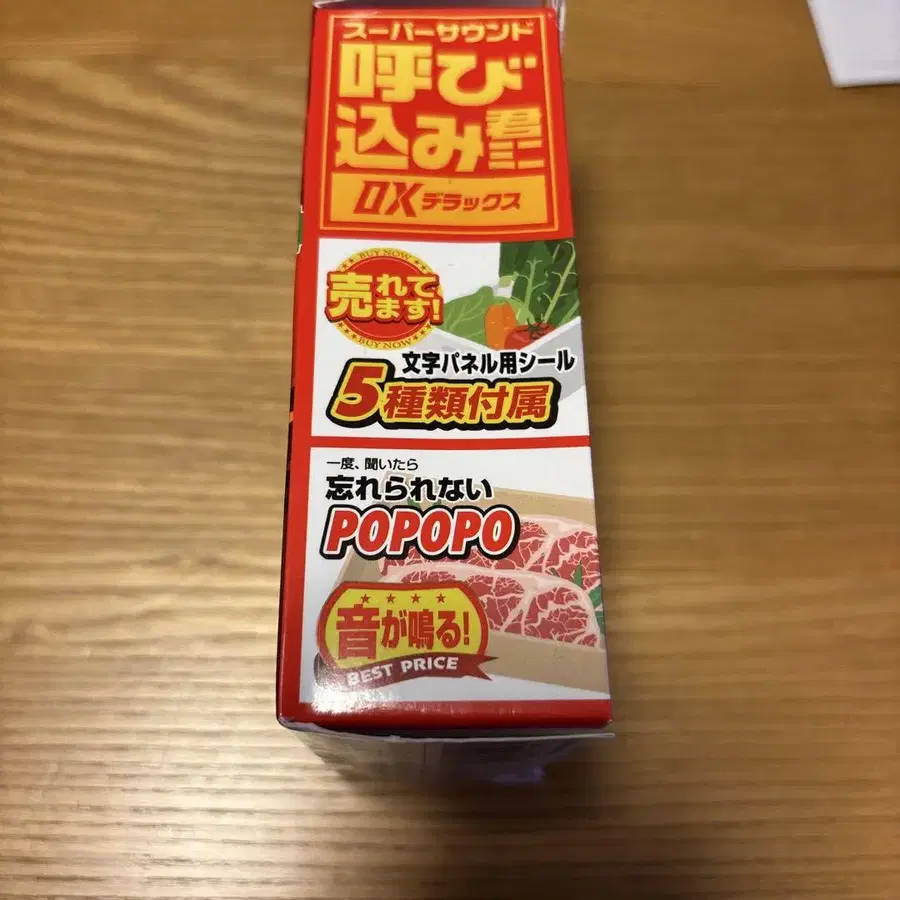 スーパーサウンド
呼び
込み君ミニ
DXデラックス
BUY NOW
売れて
ます!
BUY NOW
文字パネル用シール
5種類付属
一度、聞いたら
忘れられない
POPOPO
音が鳴る!
BEST PRICE